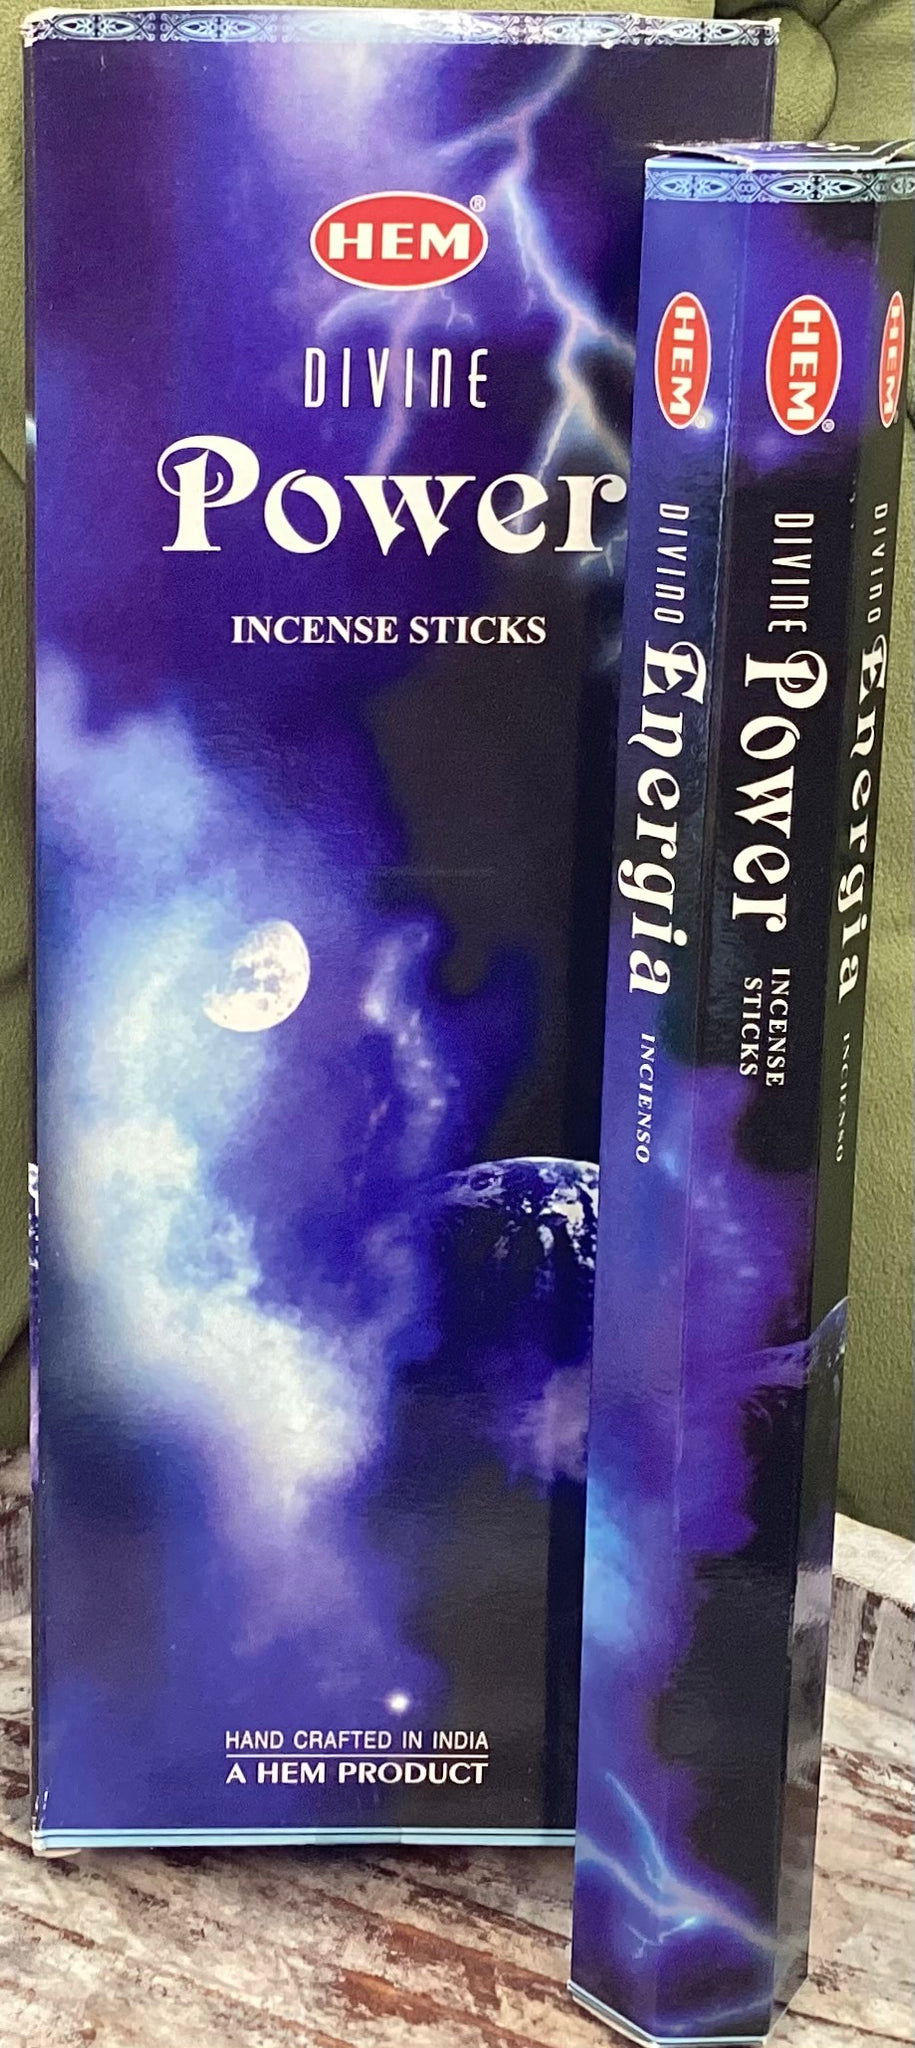 HEM®
DIVINE
Power
INCENSE STICKS
HAND CRAFTED IN INDIA
A HEM PRODUCT
HEM®
DIVINO Energia INCIENSO
HEM®
DIVINE Power INCENSE
STICKS
HEM
DIVINO Energia INCIENSO